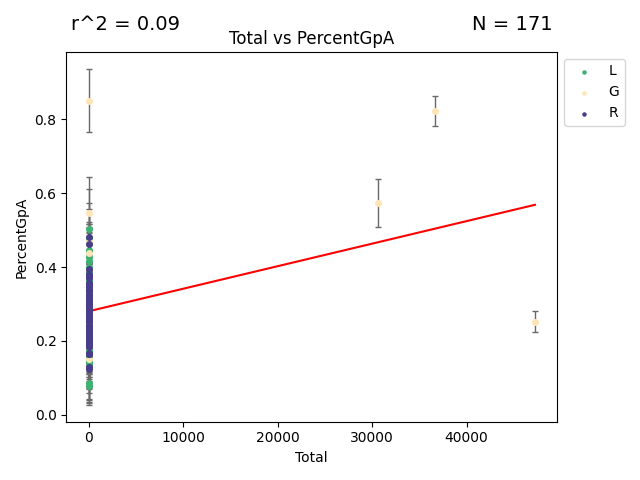 r^2 = 0.09
N = 171
Total vs PercentGpA
L
G
R
PercentGpA
0.8
0.6
0.4
0.2
0.0
0
10000
20000
30000
40000
Total